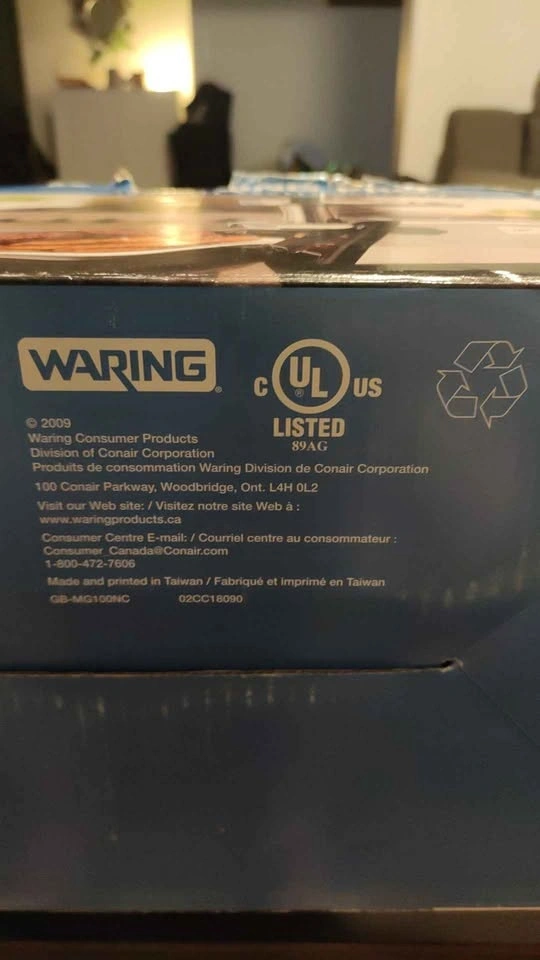 WARING®
C UL® US
LISTED
89AG
© 2009
Waring Consumer Products
Division of Conair Corporation
Produits de consommation Waring Division de Conair Corporation
100 Conair Parkway, Woodbridge, Ont. L4H 0L2
Visit our Web site: / Visitez notre site Web à :
www.waringproducts.ca
Consumer Centre E-mail: / Courriel centre au consommateur :
Consumer_Canada@Conair.com
1-800-472-7606
Made and printed in Taiwan / Fabriqué et imprimé en Taiwan
GB-MG100NC 02CC18090